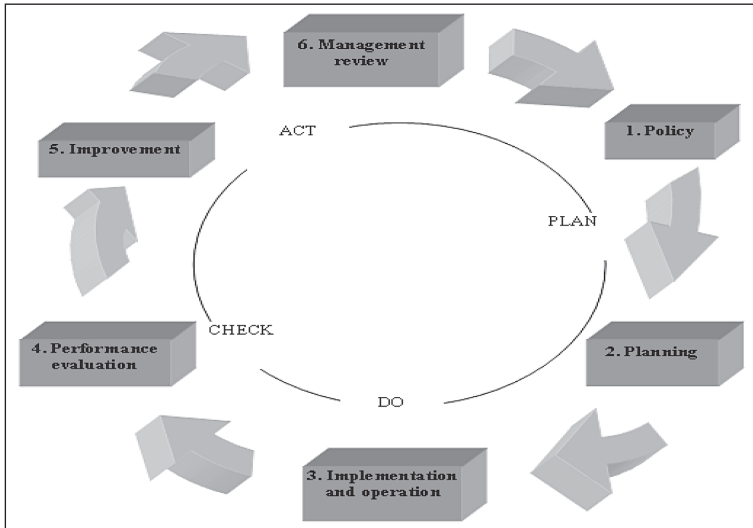 6. Management
review
1. Policy
2. Planning
3. Implementation
and operation
4. Performance
evaluation
5. Improvement
ACT
PLAN
DO
CHECK